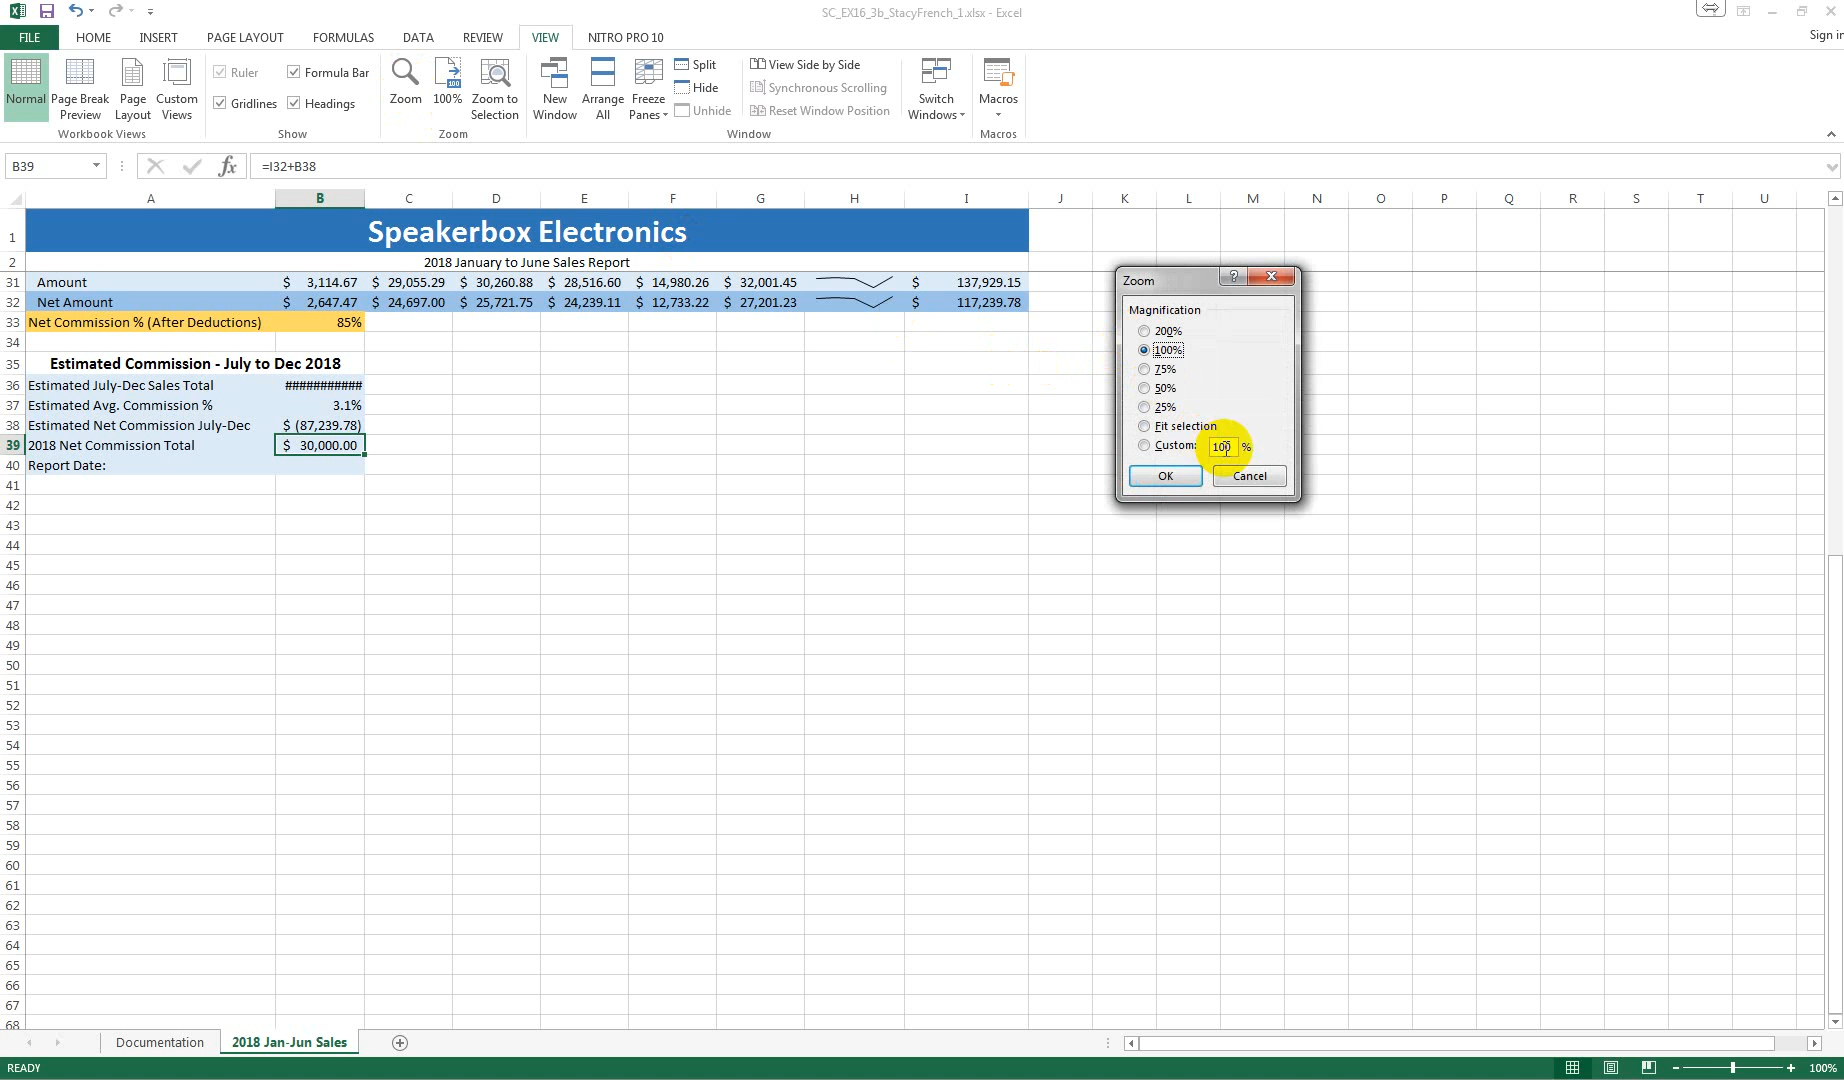 SC_EX16_3b_StacyFrench_1.xlsx - Excel
FILE HOME INSERT PAGE LAYOUT FORMULAS DATA REVIEW VIEW NITRO PRO 10 Sign in
Normal Page Break Preview Page Layout Custom Views
Workbook Views
Ruler Formula Bar
Gridlines Headings
Show
Zoom 100% Zoom to Selection
Zoom
New Window Arrange All Freeze Panes
Split
Hide
Unhide
View Side by Side
Synchronous Scrolling
Reset Window Position
Switch Windows
Window
Macros
Macros
B39 fx =I32+B38
A B C D E F G H I J K L M N O P Q R S T U
1 Speakerbox Electronics
2 2018 January to June Sales Report
31 Amount $ 3,114.67 $ 29,055.29 $ 30,260.88 $ 28,516.60 $ 14,980.26 $ 32,001.45 $ 137,929.15
32 Net Amount $ 2,647.47 $ 24,697.00 $ 25,721.75 $ 24,239.11 $ 12,733.22 $ 27,201.23 $ 117,239.78
33 Net Commission % (After Deductions) 85%
34
35 Estimated Commission - July to Dec 2018
36 Estimated July-Dec Sales Total ###########
37 Estimated Avg. Commission % 3.1%
38 Estimated Net Commission July-Dec $ (87,239.78)
39 2018 Net Commission Total $ 30,000.00
40 Report Date:
41
42
43
44
45
46
47
48
49
50
51
52
53
54
55
56
57
58
59
60
61
62
63
64
65
66
67
68
Zoom ?
Magnification
200%
100%
75%
50%
25%
Fit selection
Custom: 100 %
OK Cancel
Documentation 2018 Jan-Jun Sales
READY 100%